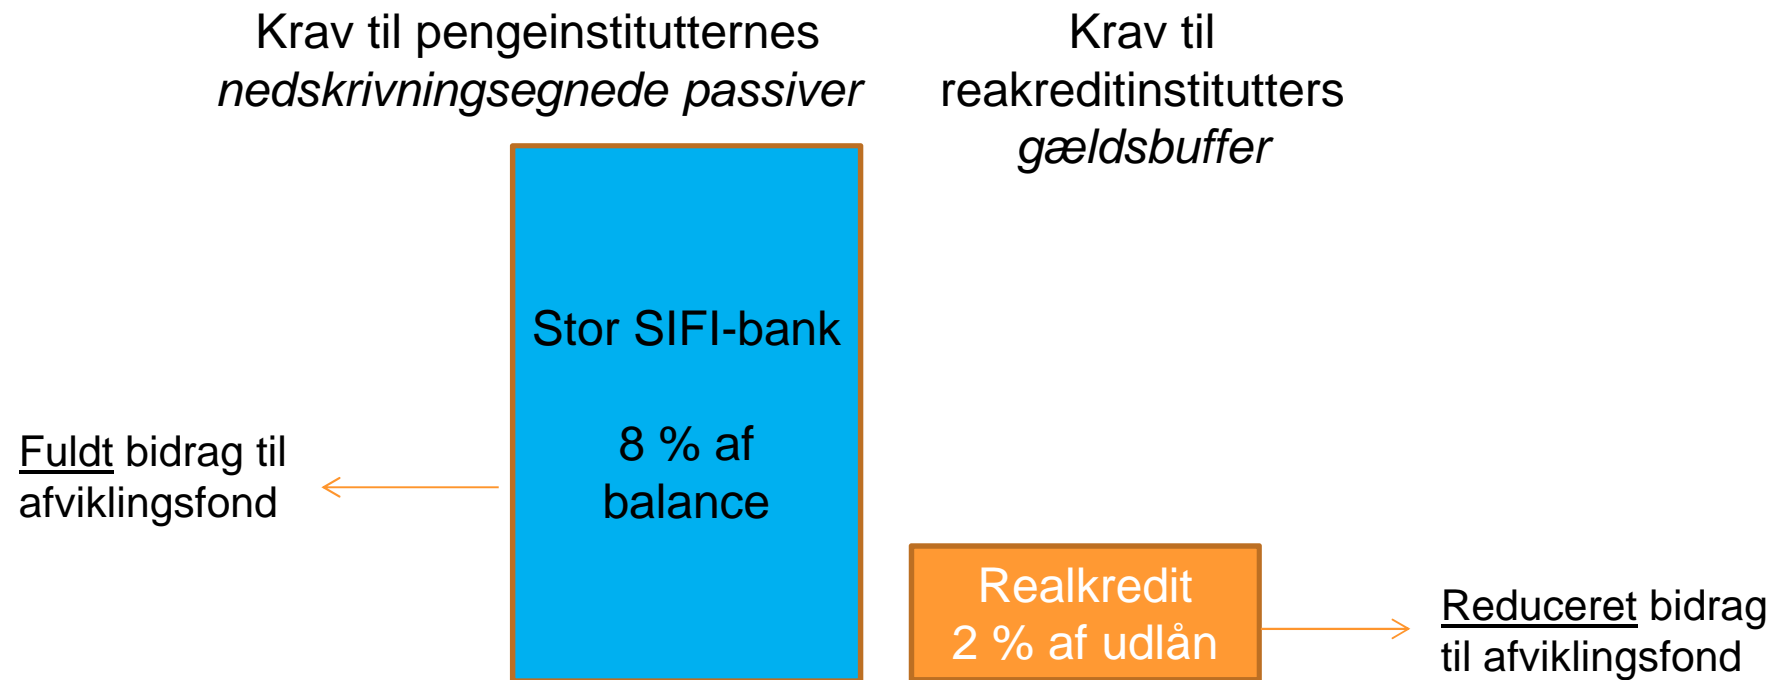 Krav til pengeinstitutternes
nedskrivningsegnede passiver
Krav til
reakreditinstitutters
gældsbuffer
Stor SIFI-bank
8 % af
balance
Fuldt bidrag til
afviklingsfond
Realkredit
2 % af udlån
Reduceret bidrag
til afviklingsfond